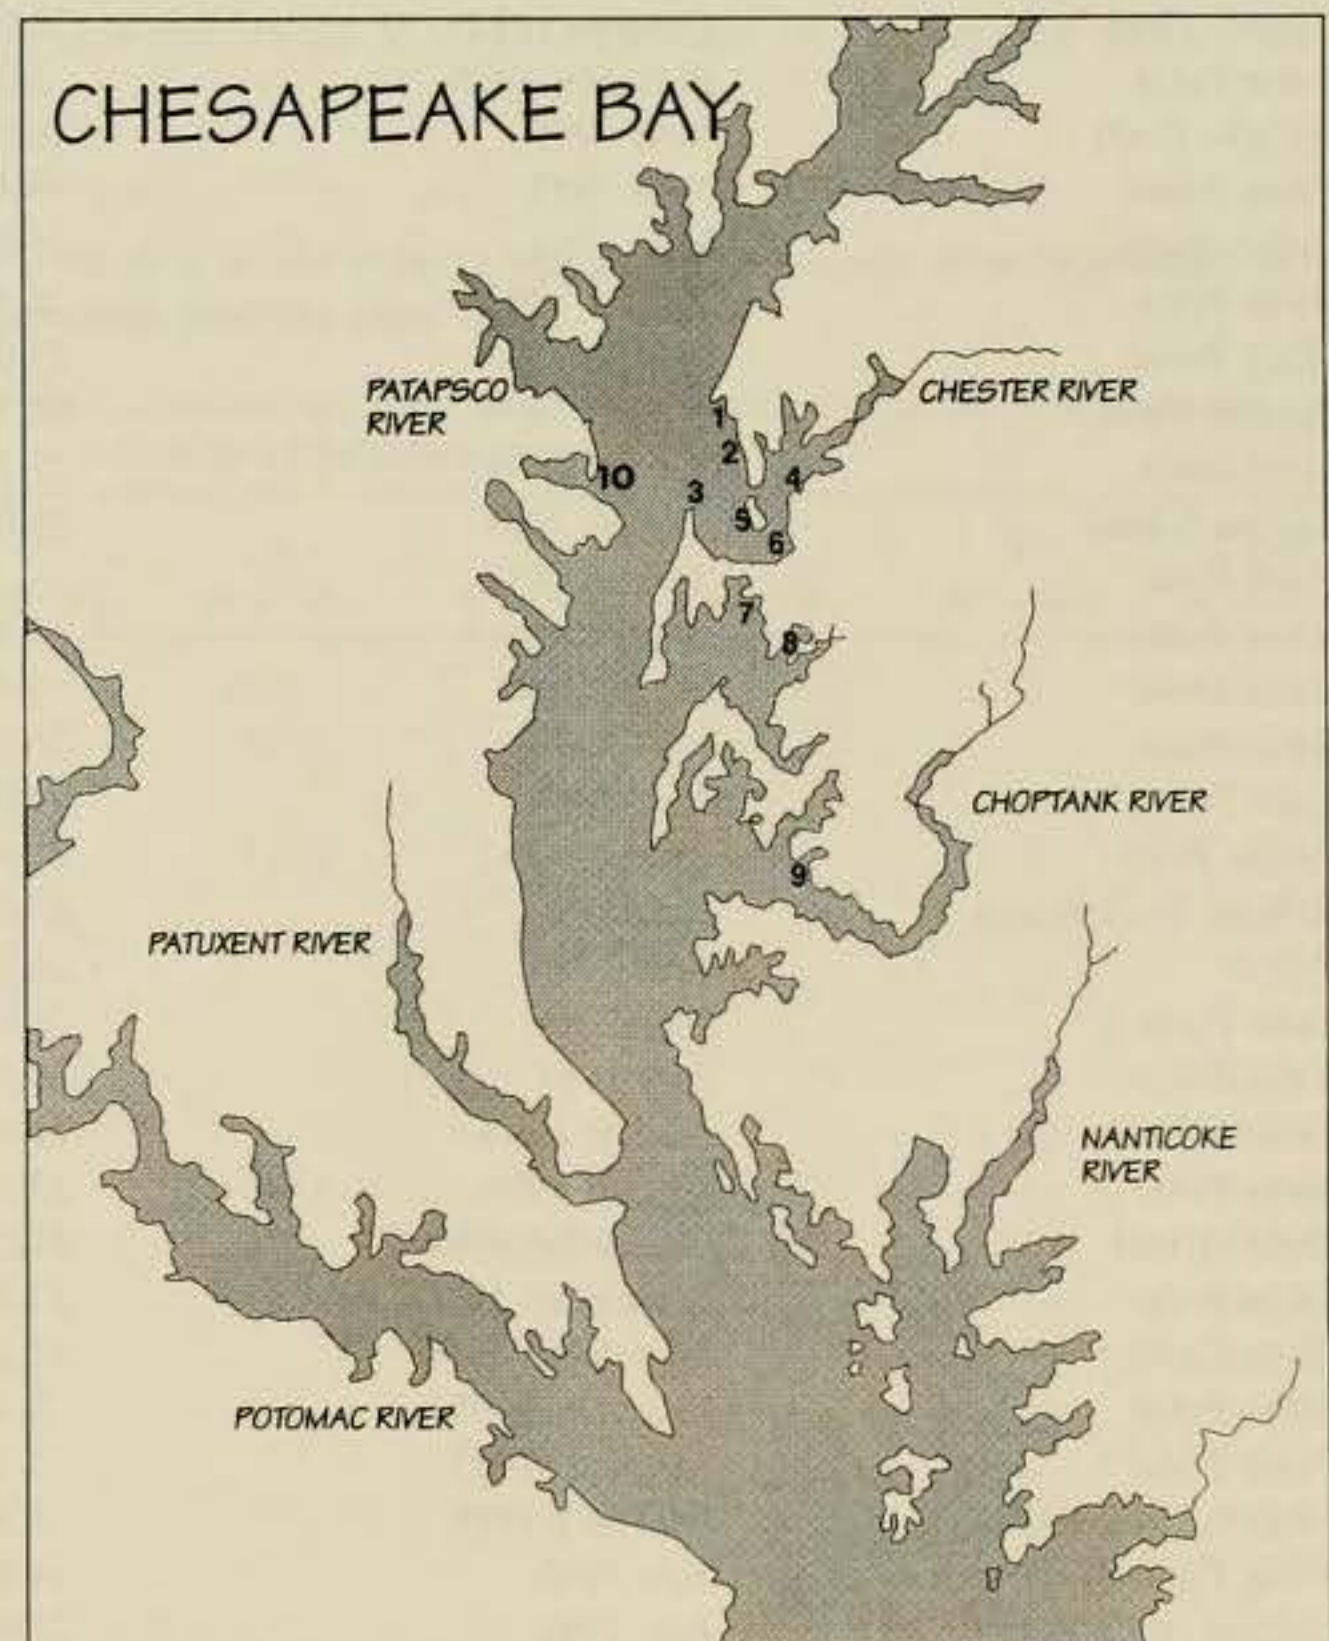 CHESAPEAKE BAY
PATAPSCO
RIVER
CHESTER RIVER
1
2
10
3
4
5
6
7
8
CHOPTANK RIVER
9
PATUXENT RIVER
NANTICOKE
RIVER
POTOMAC RIVER